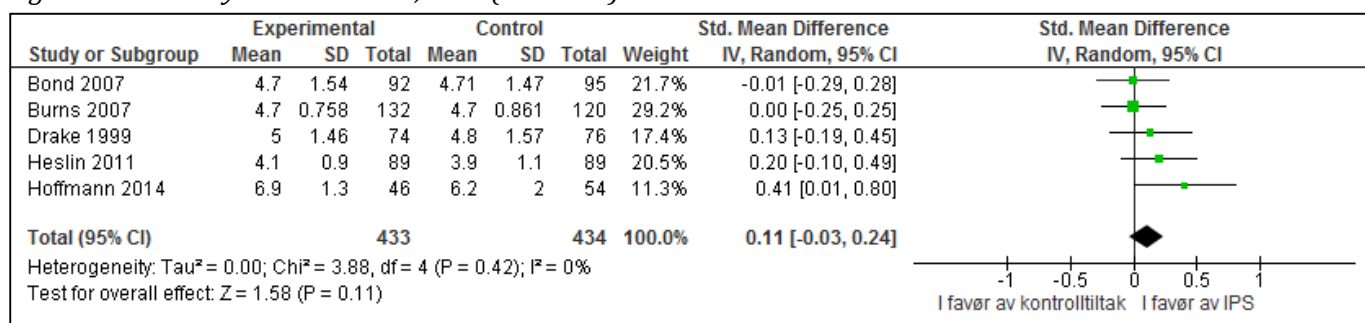 Experimental Control Std. Mean Difference Std. Mean Difference
Study or Subgroup Mean SD Total Mean SD Total Weight IV, Random, 95% CI IV, Random, 95% CI
Bond 2007 4.7 1.54 92 4.71 1.47 95 21.7% -0.01 [-0.29, 0.28]
Burns 2007 4.7 0.758 132 4.7 0.861 120 29.2% 0.00 [-0.25, 0.25]
Drake 1999 5 1.46 74 4.8 1.57 76 17.4% 0.13 [-0.19, 0.45]
Heslin 2011 4.1 0.9 89 3.9 1.1 89 20.5% 0.20 [-0.10, 0.49]
Hoffmann 2014 6.9 1.3 46 6.2 2 54 11.3% 0.41 [0.01, 0.80]
Total (95% CI) 433 434 100.0% 0.11 [-0.03, 0.24]
Heterogeneity: Tau² = 0.00; Chi² = 3.88, df = 4 (P = 0.42); I² = 0%
Test for overall effect: Z = 1.58 (P = 0.11)
-1 -0.5 0 0.5 1
I favør av kontrolltiltak I favør av IPS